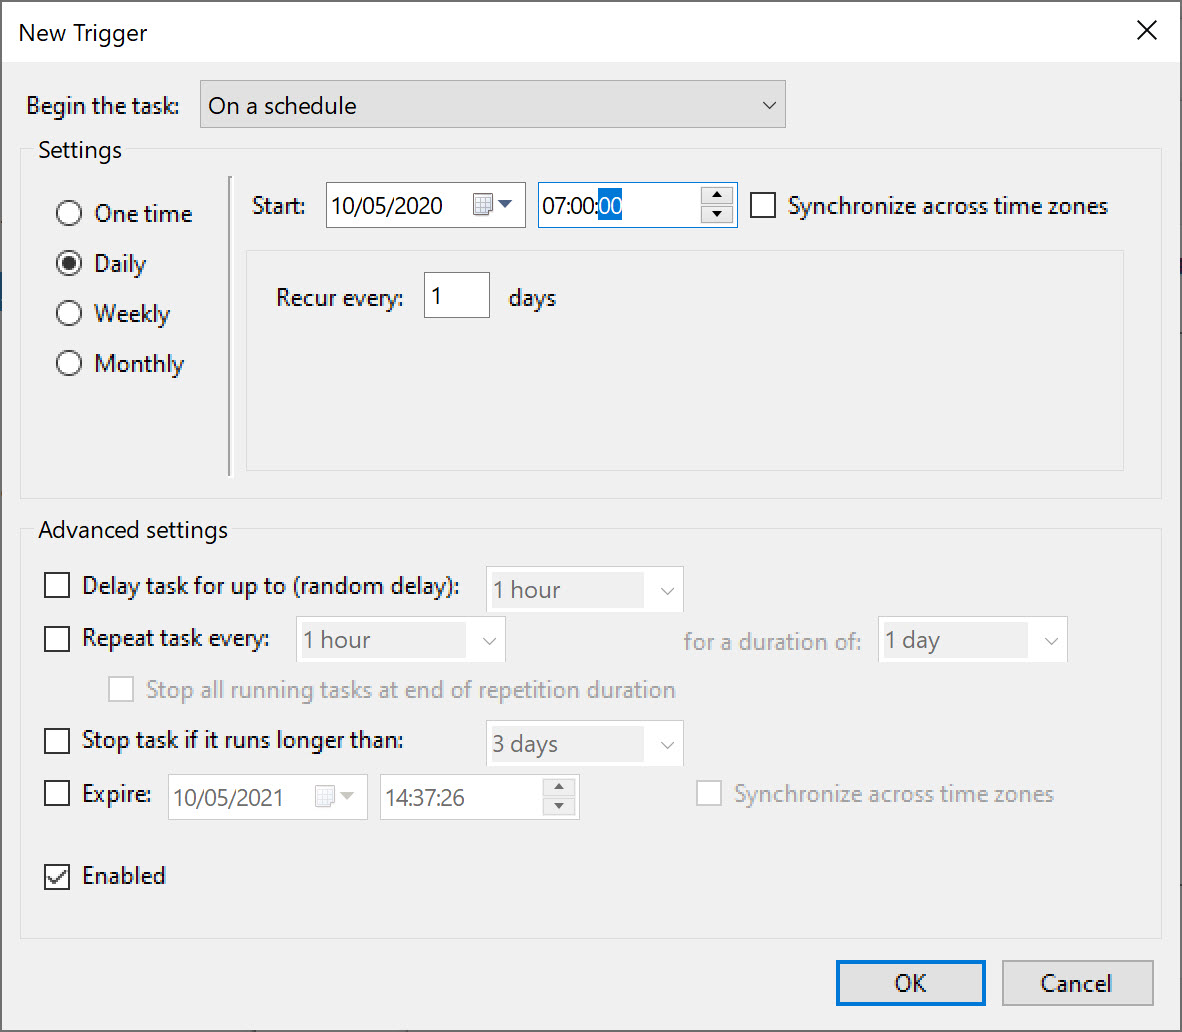 New Trigger
Begin the task: On a schedule
Settings
One time
Start: 10/05/2020 07:00:00 Synchronize across time zones
Daily
Recur every: 1 days
Weekly
Monthly
Advanced settings
Delay task for up to (random delay): 1 hour
Repeat task every: 1 hour for a duration of: 1 day
Stop all running tasks at end of repetition duration
Stop task if it runs longer than: 3 days
Expire: 10/05/2021 14:37:26 Synchronize across time zones
Enabled
OK Cancel